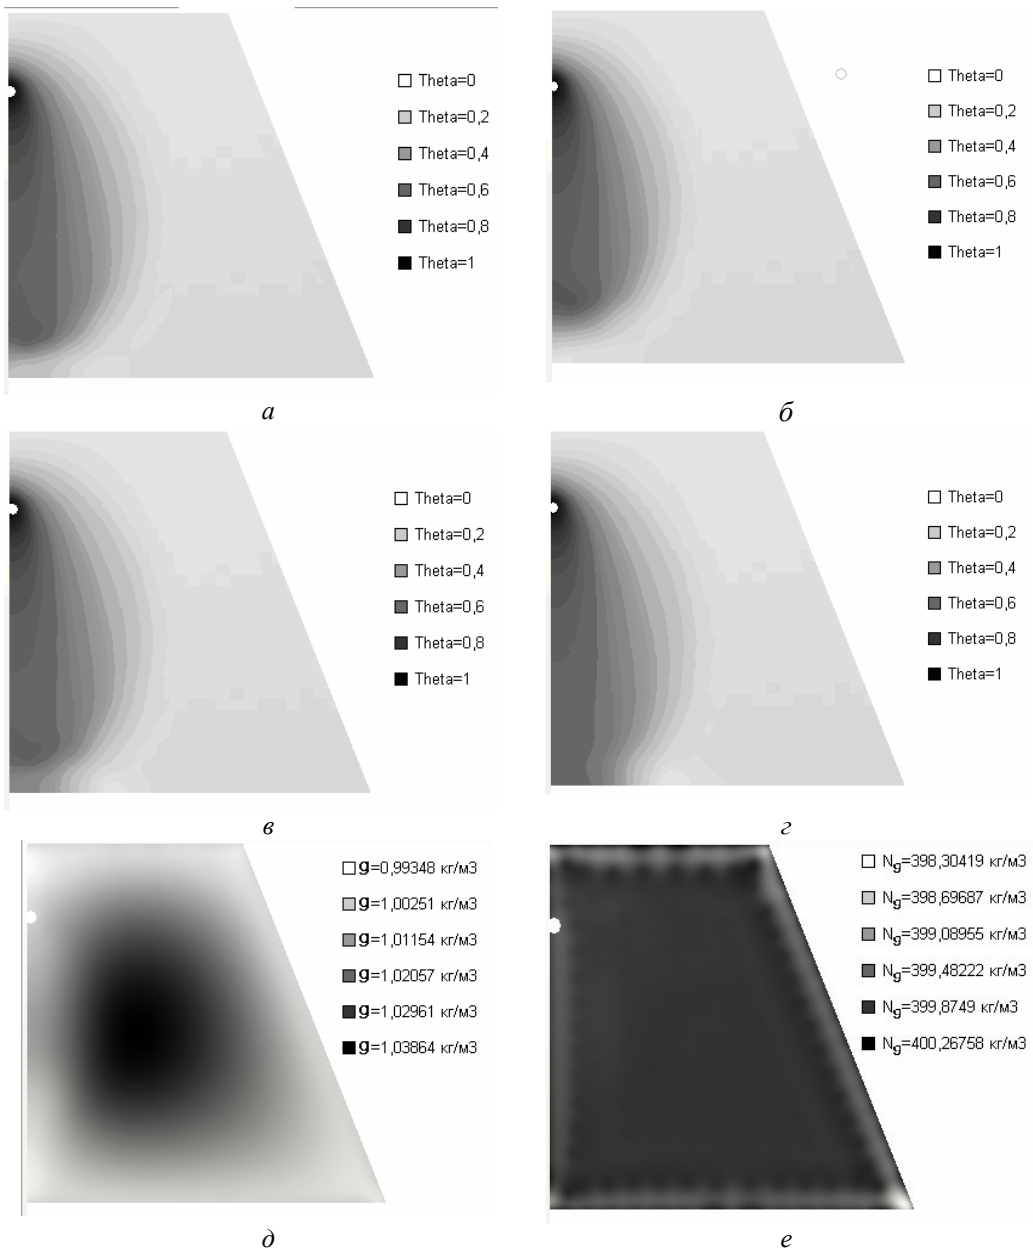 Theta=0
Theta=0,2
Theta=0,4
Theta=0,6
Theta=0,8
Theta=1
а
Theta=0
Theta=0,2
Theta=0,4
Theta=0,6
Theta=0,8
Theta=1
б
Theta=0
Theta=0,2
Theta=0,4
Theta=0,6
Theta=0,8
Theta=1
в
Theta=0
Theta=0,2
Theta=0,4
Theta=0,6
Theta=0,8
Theta=1
г
g=0,99348 кг/м3
g=1,00251 кг/м3
g=1,01154 кг/м3
g=1,02057 кг/м3
g=1,02961 кг/м3
g=1,03864 кг/м3
д
Ng=398,30419 кг/м3
Ng=398,69687 кг/м3
Ng=399,08955 кг/м3
Ng=399,48222 кг/м3
Ng=399,8749 кг/м3
Ng=400,26758 кг/м3
е